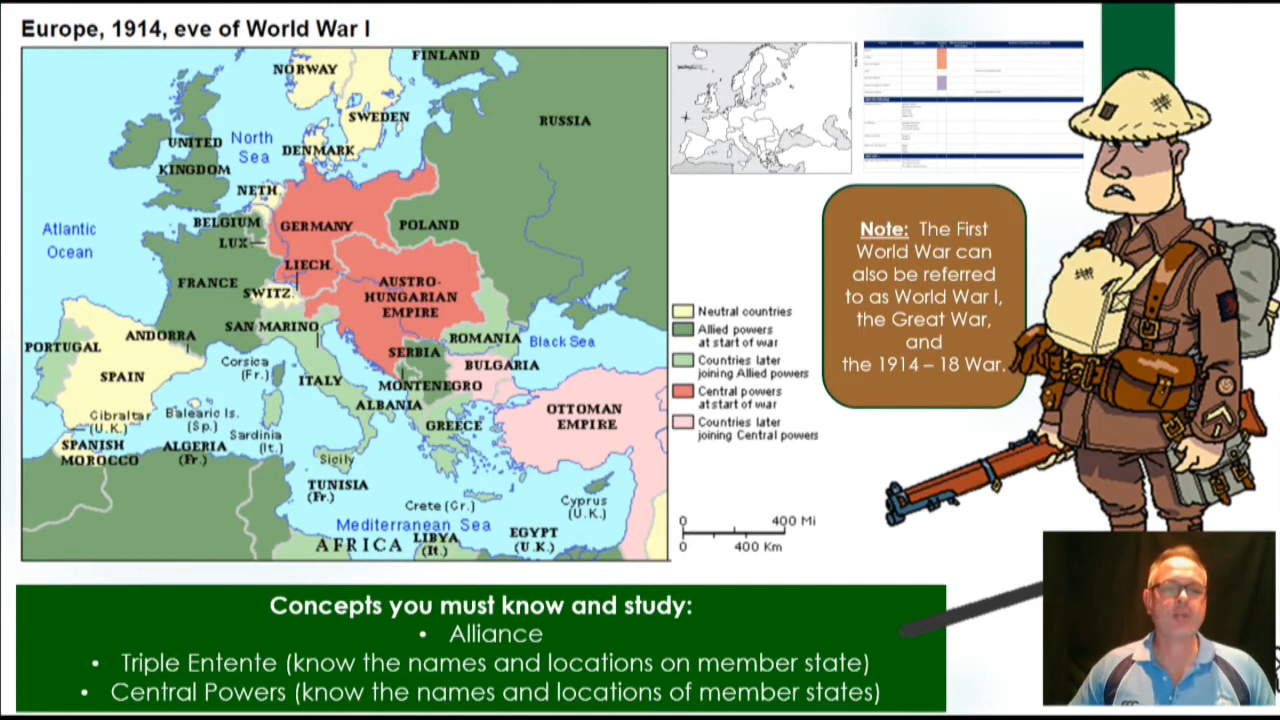 Europe, 1914, eve of World War I
NORWAY
FINLAND
SWEDEN
RUSSIA
UNITED
KINGDOM
North
Sea
DENMARK
NETH.
BELGIUM
LUX
GERMANY
POLAND
Atlantic
Ocean
LIECH.
FRANCE
SWITZ.
AUSTRO-
HUNGARIAN
EMPIRE
SAN MARINO
ANDORRA
ROMANIA
Black Sea
PORTUGAL
SPAIN
Corsica
(Fr.)
SERBIA
BULGARIA
ITALY
MONTENEGRO
ALBANIA
OTTOMAN
EMPIRE
Gibraltar
(U.K.)
Balearic Is.
(Sp.)
Sardinia
(It.)
GREECE
SPANISH
MOROCCO
ALGERIA
(Fr.)
Sicily
TUNISIA
(Fr.)
Crete (Gr.)
Cyprus
(U.K.)
Mediterranean Sea
AFRICA
LIBYA
(It.)
EGYPT
(U.K.)
Neutral countries
Allied powers
at start of war
Countries later
joining Allied powers
Central powers
at start of war
Countries later
joining Central powers
0 400 Mi
0 400 Km
Note: The First
World War can
also be referred
to as World War I,
the Great War,
and
the 1914 – 18 War.
Concepts you must know and study:
• Alliance
• Triple Entente (know the names and locations on member state)
• Central Powers (know the names and locations of member states)